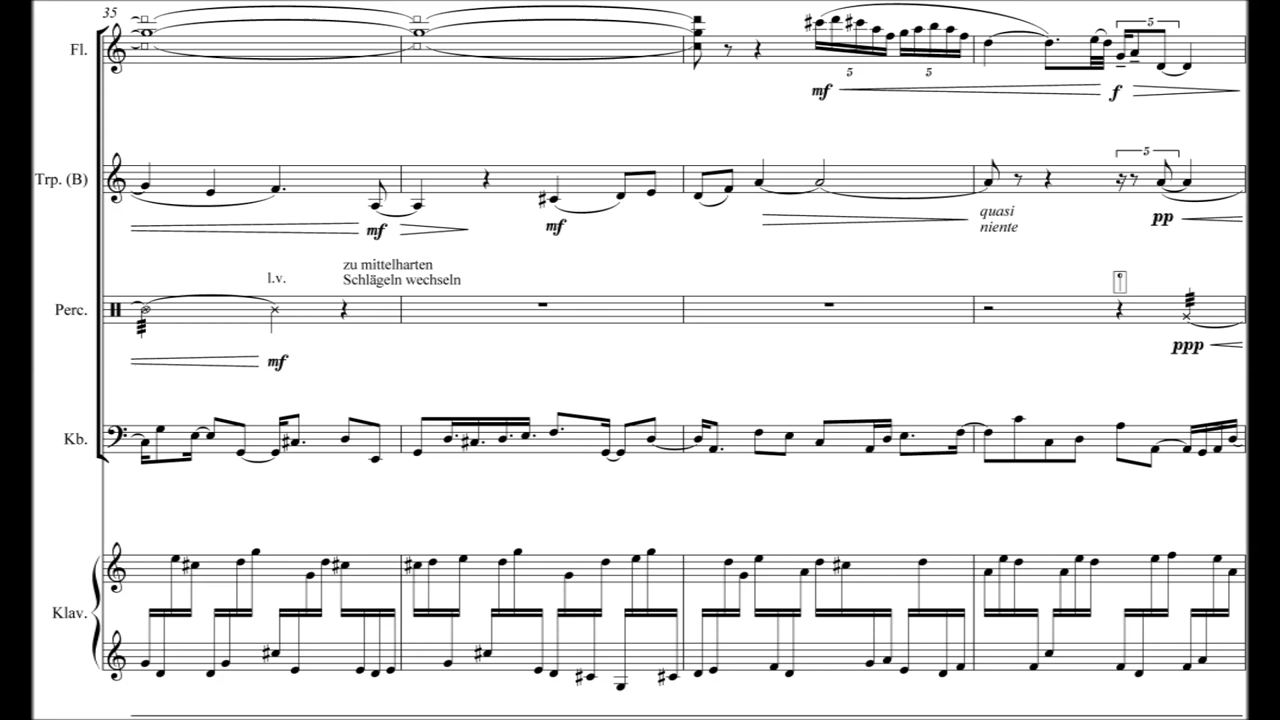 35
Fl.
5
5
5
mf
f
Trp. (B)
5
mf
mf
quasi
niente
pp
zu mittelharten
l.v.
Schlägeln wechseln
Perc.
mf
ppp
Kb.
Klav.